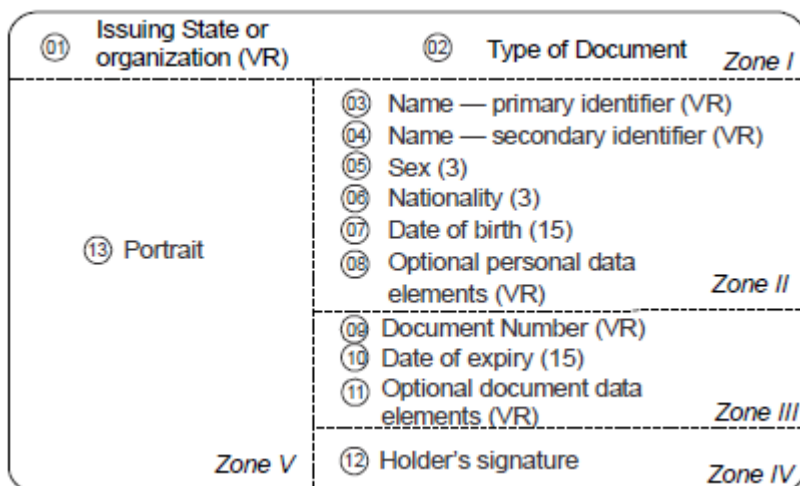 01 Issuing State or
organization (VR)
02 Type of Document
Zone I
03 Name — primary identifier (VR)
04 Name — secondary identifier (VR)
05 Sex (3)
06 Nationality (3)
07 Date of birth (15)
08 Optional personal data
elements (VR)
Zone II
09 Document Number (VR)
10 Date of expiry (15)
11 Optional document data
elements (VR)
Zone III
13 Portrait
Zone V
12 Holder's signature
Zone IV